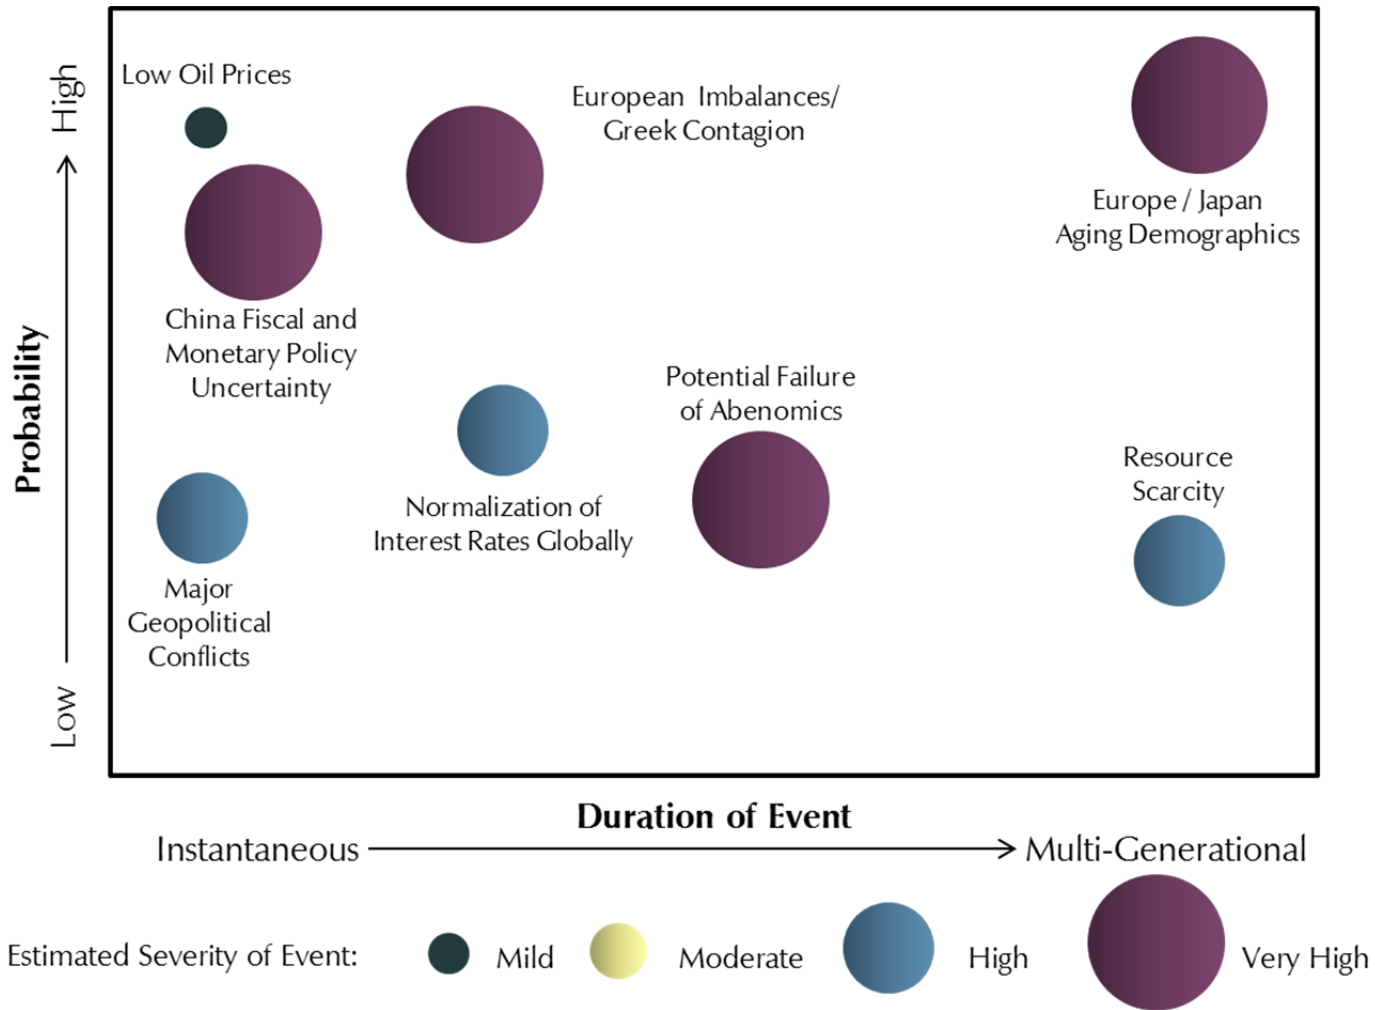 Low Oil Prices
European Imbalances/
Greek Contagion
Europe / Japan
Aging Demographics
China Fiscal and
Monetary Policy
Uncertainty
Potential Failure
of Abenomics
Normalization of
Interest Rates Globally
Resource
Scarcity
Major
Geopolitical
Conflicts
High
Probability
Low
Duration of Event
Instantaneous
Multi-Generational
Estimated Severity of Event:
Mild
Moderate
High
Very High